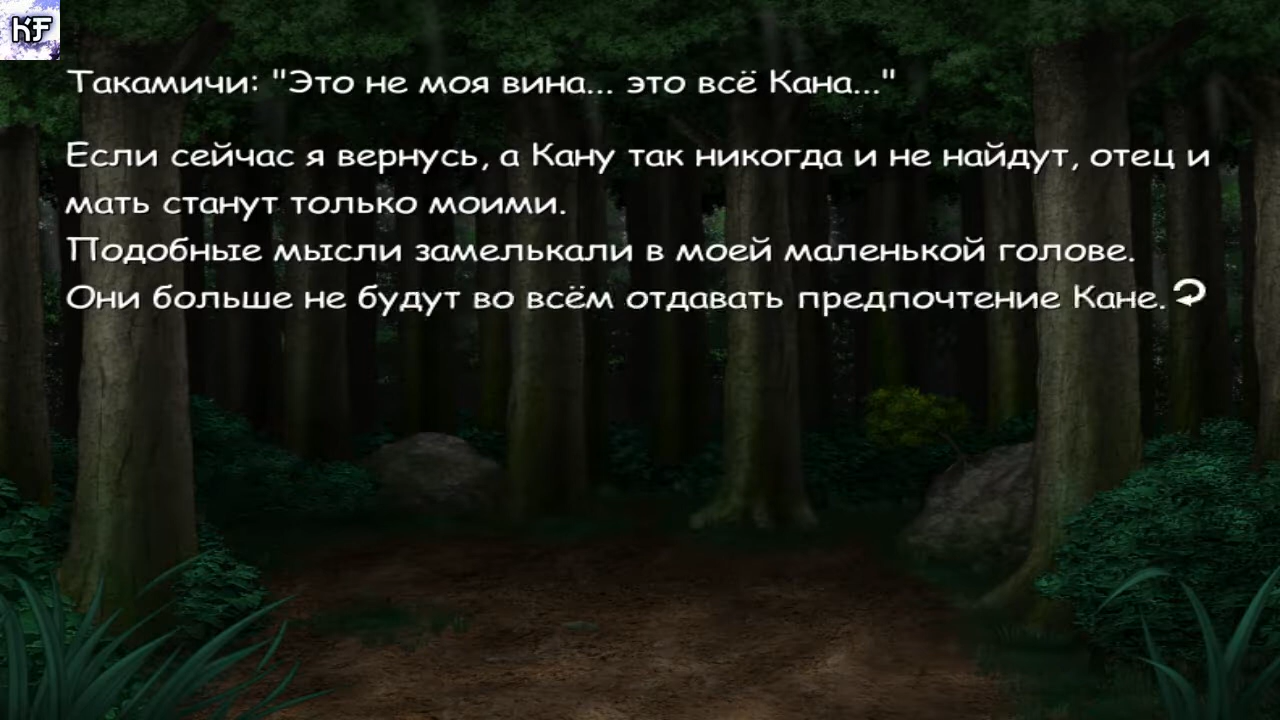 KF
Такамичи: "Это не моя вина... это всё Кана..."
Если сейчас я вернусь, а Кану так никогда и не найдут, отец и
мать станут только моими.
Подобные мысли замелькали в моей маленькой голове.
Они больше не будут во всём отдавать предпочтение Кане.